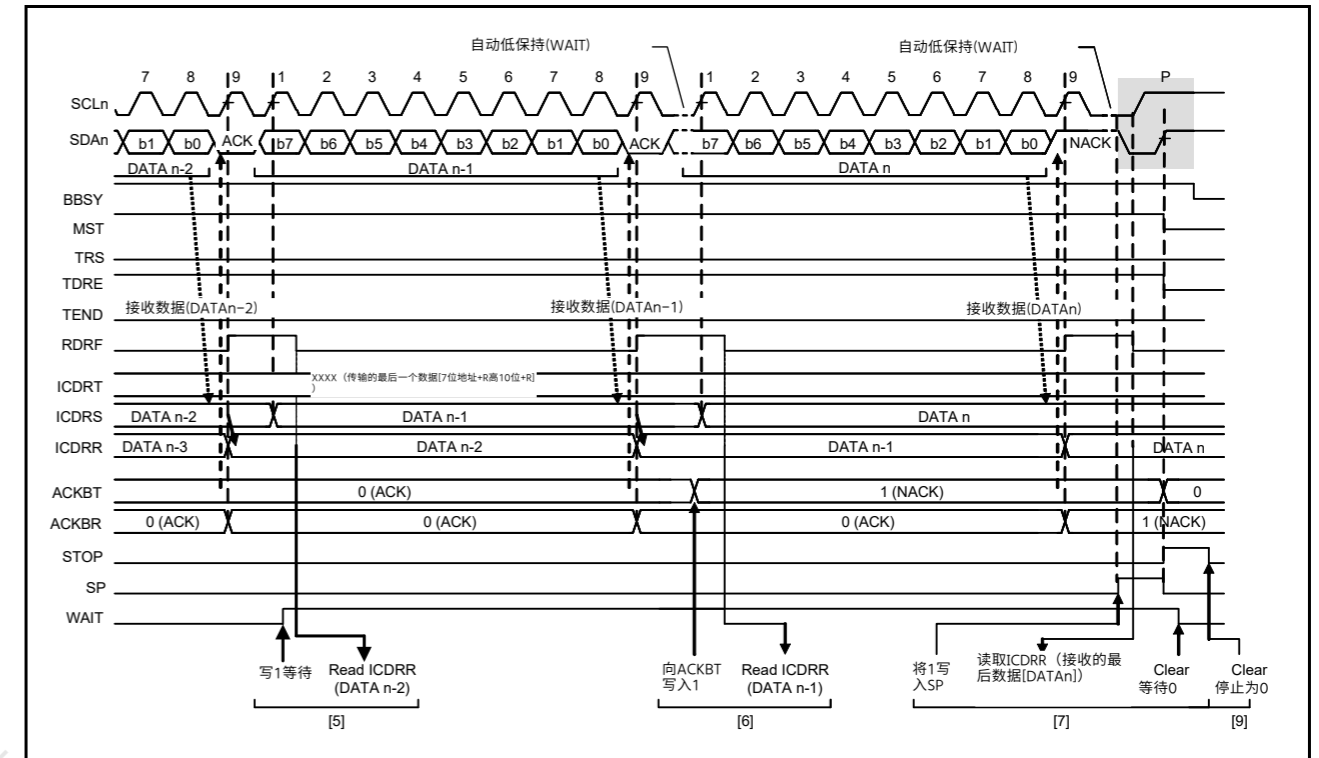 自动低保持(WAIT) 自动低保持(WAIT)
7 8 9 1 2 3 4 5 6 7 8 9 1 2 3 4 5 6 7 8 9 P
SCLn
SDAn b1 b0 ACK b7 b6 b5 b4 b3 b2 b1 b0 ACK b7 b6 b5 b4 b3 b2 b1 b0 NACK
DATA n-2 DATA n-1 DATA n
BBSY
MST
TRS
TDRE
接收数据(DATAn−2) 接收数据(DATAn−1) 接收数据(DATAn)
TEND
RDRF
ICDRT XXXX（传输的最后一个数据[7位地址+R高10位+R]
）
ICDRS DATA n-2 DATA n-1 DATA n
ICDRR DATA n-3 DATA n-2 DATA n-1 DATA n
ACKBT 0 (ACK) 1 (NACK) 0
ACKBR 0 (ACK) 0 (ACK) 0 (ACK) 1 (NACK)
STOP
SP
WAIT
写1等待
Read ICDRR
(DATA n-2)
向ACKBT
写入1
Read ICDRR
(DATA n-1)
将1写
入SP
读取ICDRR（接收的最
后数据[DATAn]）
Clear
等待0
Clear
停止为0
[5] [6] [7] [9]